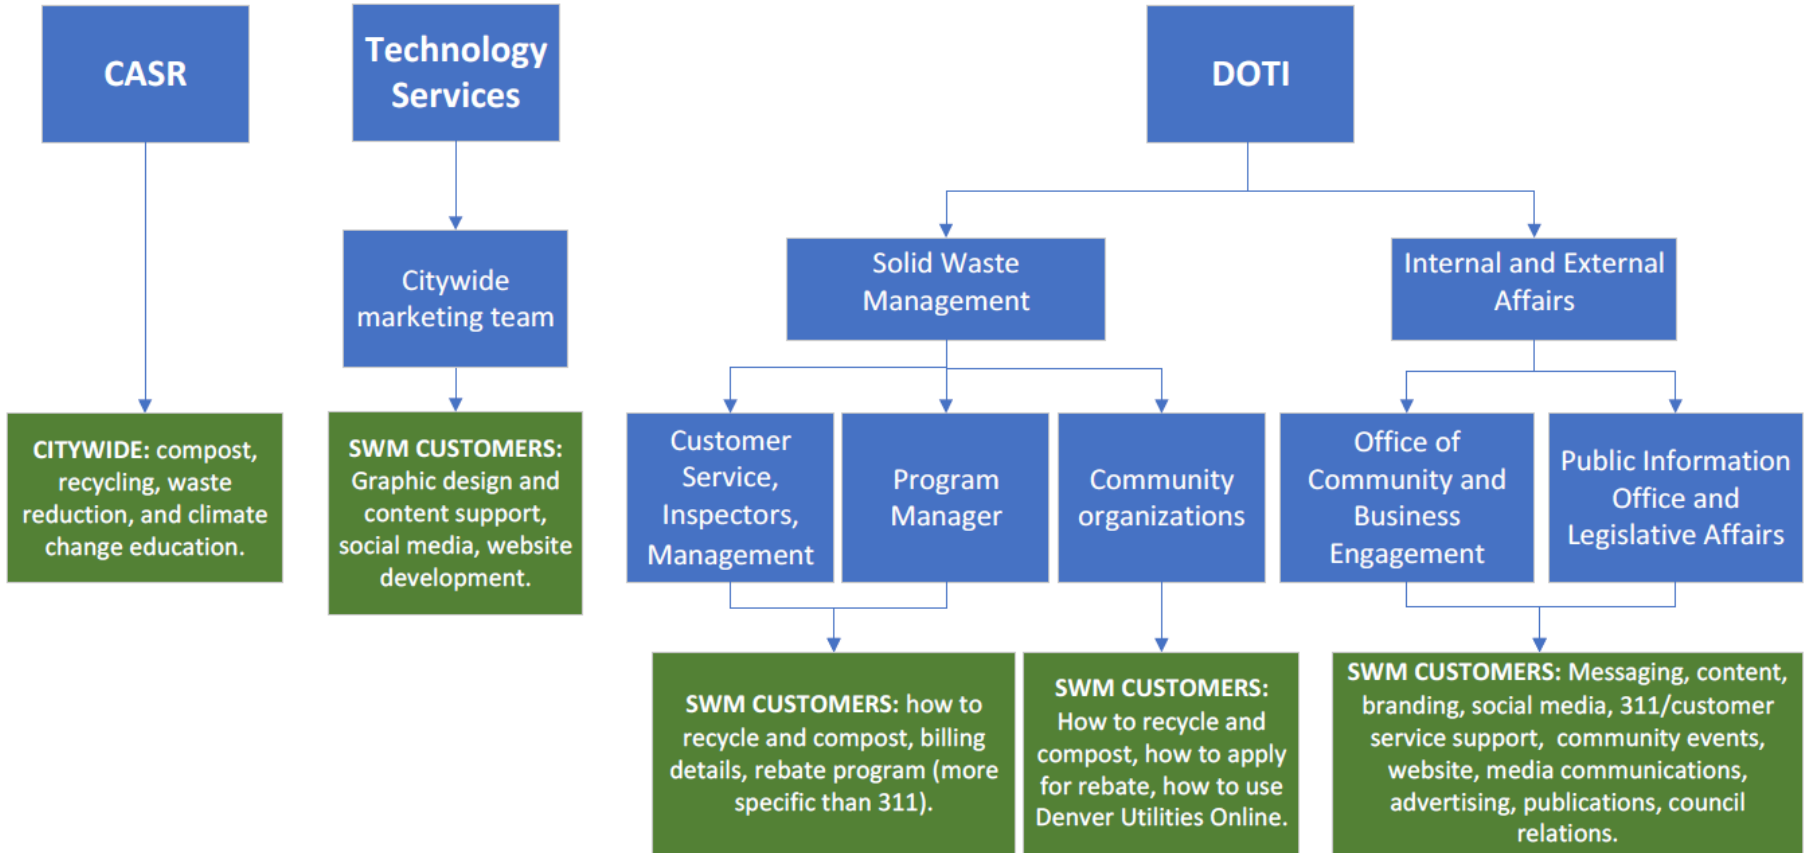 CASR
Technology
Services
DOTI
Citywide
marketing team
Solid Waste
Management
Internal and External
Affairs
CITYWIDE: compost,
recycling, waste
reduction, and climate
change education.
SWM CUSTOMERS:
Graphic design and
content support,
social media, website
development.
Customer
Service,
Inspectors,
Management
Program
Manager
Community
organizations
Office of
Community and
Business
Engagement
Public Information
Office and
Legislative Affairs
SWM CUSTOMERS: how to
recycle and compost, billing
details, rebate program (more
specific than 311).
SWM CUSTOMERS:
How to recycle and
compost, how to apply
for rebate, how to use
Denver Utilities Online.
SWM CUSTOMERS: Messaging, content,
branding, social media, 311/customer
service support, community events,
website, media communications,
advertising, publications, council
relations.